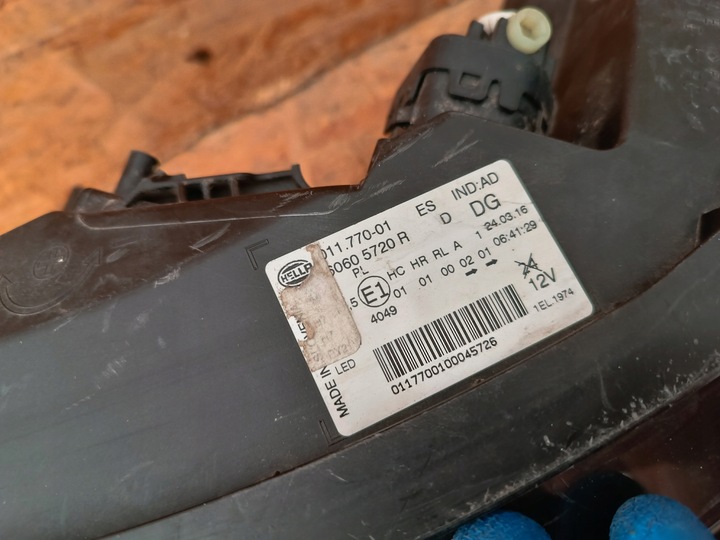 011.770-01 ES IND:AD
6060 5720 R D DG
HELLA PL HC HR RL A 1 24.03.16
5 E1 01 01 00 02 01 06:41:29
4049 → → 24
12V
LED 1EL.1974
MADE IN
0117700100045726